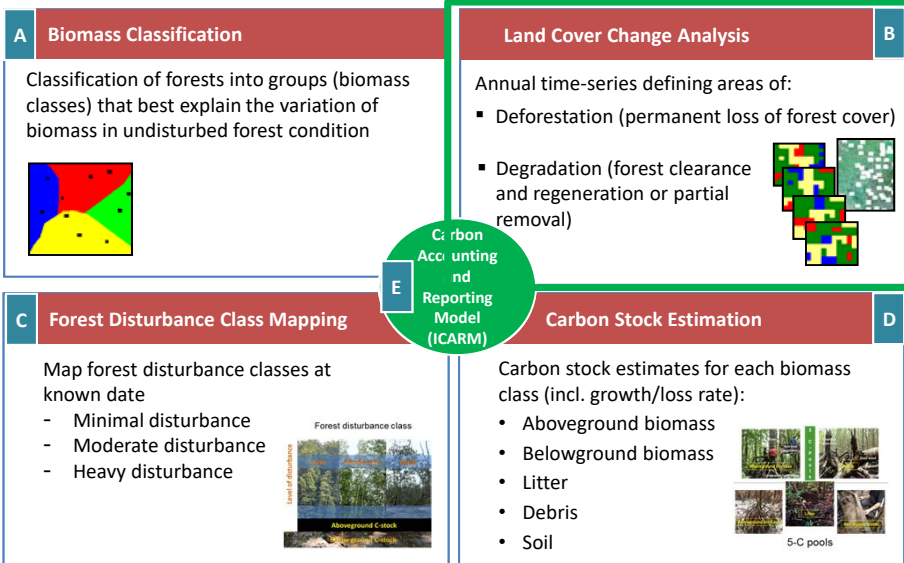 A
Biomass Classification
Classification of forests into groups (biomass
classes) that best explain the variation of
biomass in undisturbed forest condition
Land Cover Change Analysis
B
Annual time-series defining areas of:
▪ Deforestation (permanent loss of forest cover)
▪ Degradation (forest clearance
and regeneration or partial
removal)
Carbon
Accounting
and
Reporting
Model
(ICARM)
E
C
Forest Disturbance Class Mapping
Map forest disturbance classes at
known date
- Minimal disturbance
- Moderate disturbance
- Heavy disturbance
Forest disturbance class
Level of disturbance
Aboveground C-stock
Carbon Stock Estimation
D
Carbon stock estimates for each biomass
class (incl. growth/loss rate):
• Aboveground biomass
• Belowground biomass
• Litter
• Debris
• Soil
5-C pools